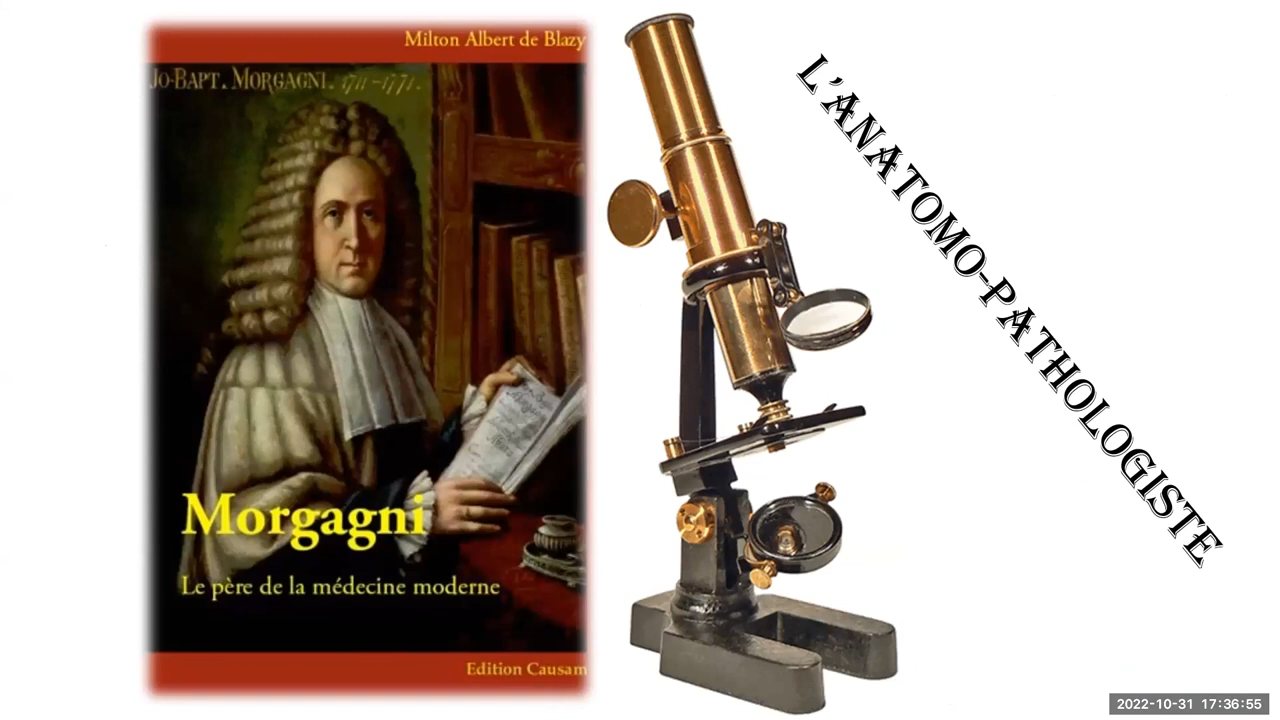 Milton Albert de Blazy
JO-BAPT. MORGAGNI. 1711-1771.
Morgagni
Le père de la médecine moderne
Edition Causam
L'ANATOMO-PATHOLOGISTE
2022-10-31 17:36:55